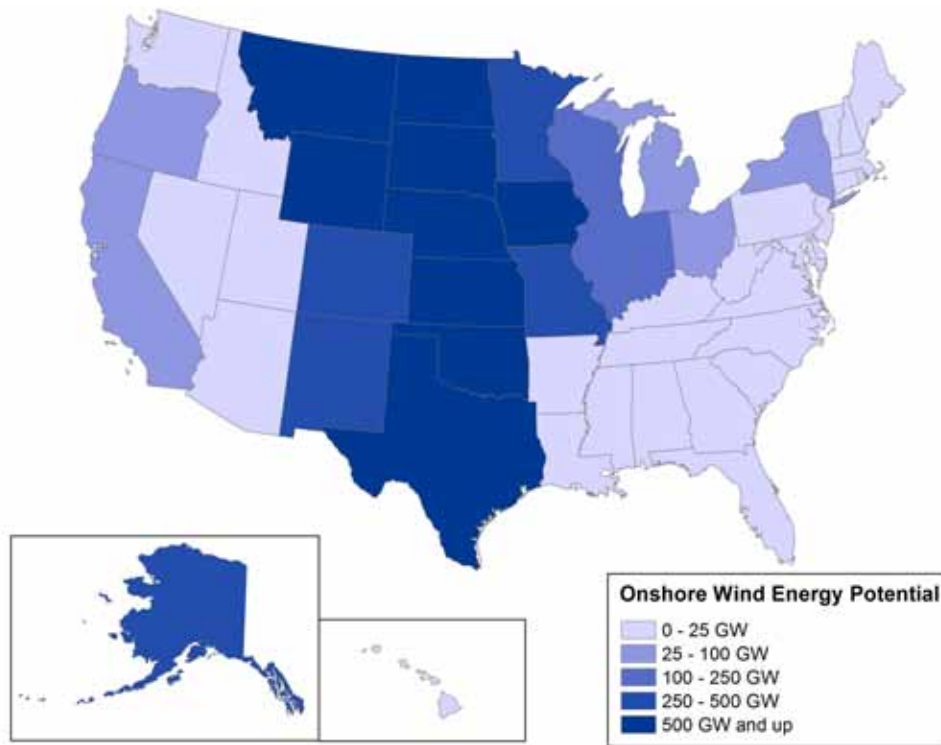 Onshore Wind Energy Potential
0 - 25 GW
25 - 100 GW
100 - 250 GW
250 - 500 GW
500 GW and up